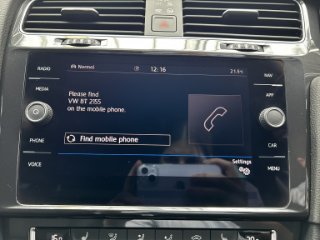 Normal
12:16
21.5°C
RADIO
MEDIA
PHONE
VOICE
Please find
VW BT 2155
on the mobile phone.
Find mobile phone
Settings
NAV
APP
CAR
MENU